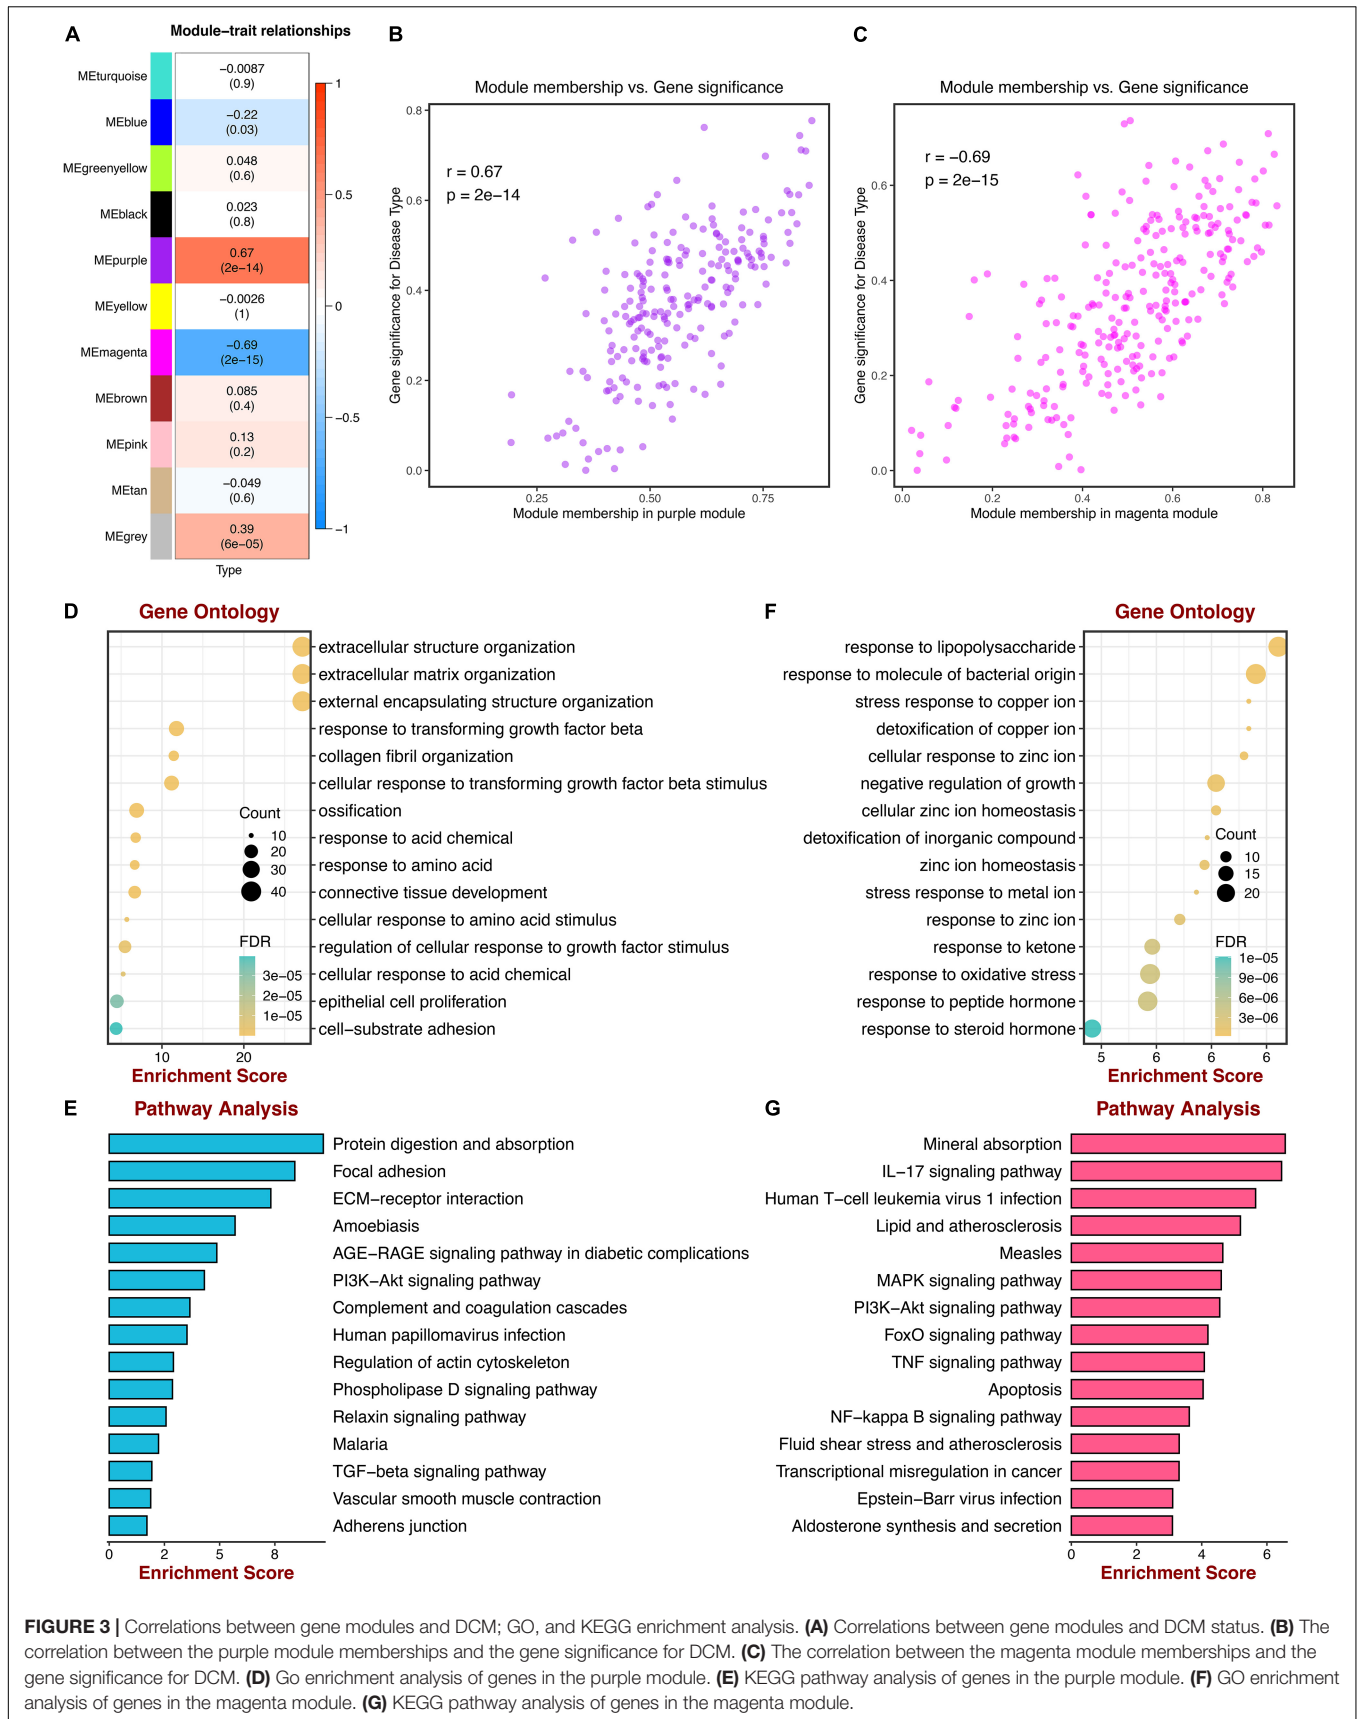 A
Module−trait relationships
MEturquoise
−0.0087
(0.9)
MEblue
−0.22
(0.03)
MEgreenyellow
0.048
(0.6)
MEblack
0.023
(0.8)
MEpurple
0.67
(2e−14)
MEyellow
−0.0026
(1)
MEmagenta
−0.69
(2e−15)
MEbrown
0.085
(0.4)
MEpink
0.13
(0.2)
MEtan
−0.049
(0.6)
MEgrey
0.39
(6e−05)
Type
1
0.5
0
−0.5
−1
B
Module membership vs. Gene significance
r = 0.67
p = 2e−14
Gene significance for Disease Type
0.8
0.6
0.4
0.2
0.0
0.25 0.50 0.75
Module membership in purple module
C
Module membership vs. Gene significance
r = −0.69
p = 2e−15
Gene significance for Disease Type
0.6
0.4
0.2
0.0
0.0 0.2 0.4 0.6 0.8
Module membership in magenta module
D
Gene Ontology
extracellular structure organization
extracellular matrix organization
external encapsulating structure organization
response to transforming growth factor beta
collagen fibril organization
cellular response to transforming growth factor beta stimulus
ossification
response to acid chemical
response to amino acid
connective tissue development
cellular response to amino acid stimulus
regulation of cellular response to growth factor stimulus
cellular response to acid chemical
epithelial cell proliferation
cell−substrate adhesion
Count
10
20
30
40
FDR
3e−05
2e−05
1e−05
10 20
Enrichment Score
F
Gene Ontology
response to lipopolysaccharide
response to molecule of bacterial origin
stress response to copper ion
detoxification of copper ion
cellular response to zinc ion
negative regulation of growth
cellular zinc ion homeostasis
detoxification of inorganic compound
zinc ion homeostasis
stress response to metal ion
response to zinc ion
response to ketone
response to oxidative stress
response to peptide hormone
response to steroid hormone
Count
10
15
20
FDR
1e−05
9e−06
6e−06
3e−06
5 6 6 6
Enrichment Score
E
Pathway Analysis
Protein digestion and absorption
Focal adhesion
ECM−receptor interaction
Amoebiasis
AGE−RAGE signaling pathway in diabetic complications
PI3K−Akt signaling pathway
Complement and coagulation cascades
Human papillomavirus infection
Regulation of actin cytoskeleton
Phospholipase D signaling pathway
Relaxin signaling pathway
Malaria
TGF−beta signaling pathway
Vascular smooth muscle contraction
Adherens junction
0 2 5 8
Enrichment Score
G
Pathway Analysis
Mineral absorption
IL−17 signaling pathway
Human T−cell leukemia virus 1 infection
Lipid and atherosclerosis
Measles
MAPK signaling pathway
PI3K−Akt signaling pathway
FoxO signaling pathway
TNF signaling pathway
Apoptosis
NF−kappa B signaling pathway
Fluid shear stress and atherosclerosis
Transcriptional misregulation in cancer
Epstein−Barr virus infection
Aldosterone synthesis and secretion
0 2 4 6
Enrichment Score
FIGURE 3 | Correlations between gene modules and DCM; GO, and KEGG enrichment analysis. (A) Correlations between gene modules and DCM status. (B) The
correlation between the purple module memberships and the gene significance for DCM. (C) The correlation between the magenta module memberships and the
gene significance for DCM. (D) Go enrichment analysis of genes in the purple module. (E) KEGG pathway analysis of genes in the purple module. (F) GO enrichment
analysis of genes in the magenta module. (G) KEGG pathway analysis of genes in the magenta module.